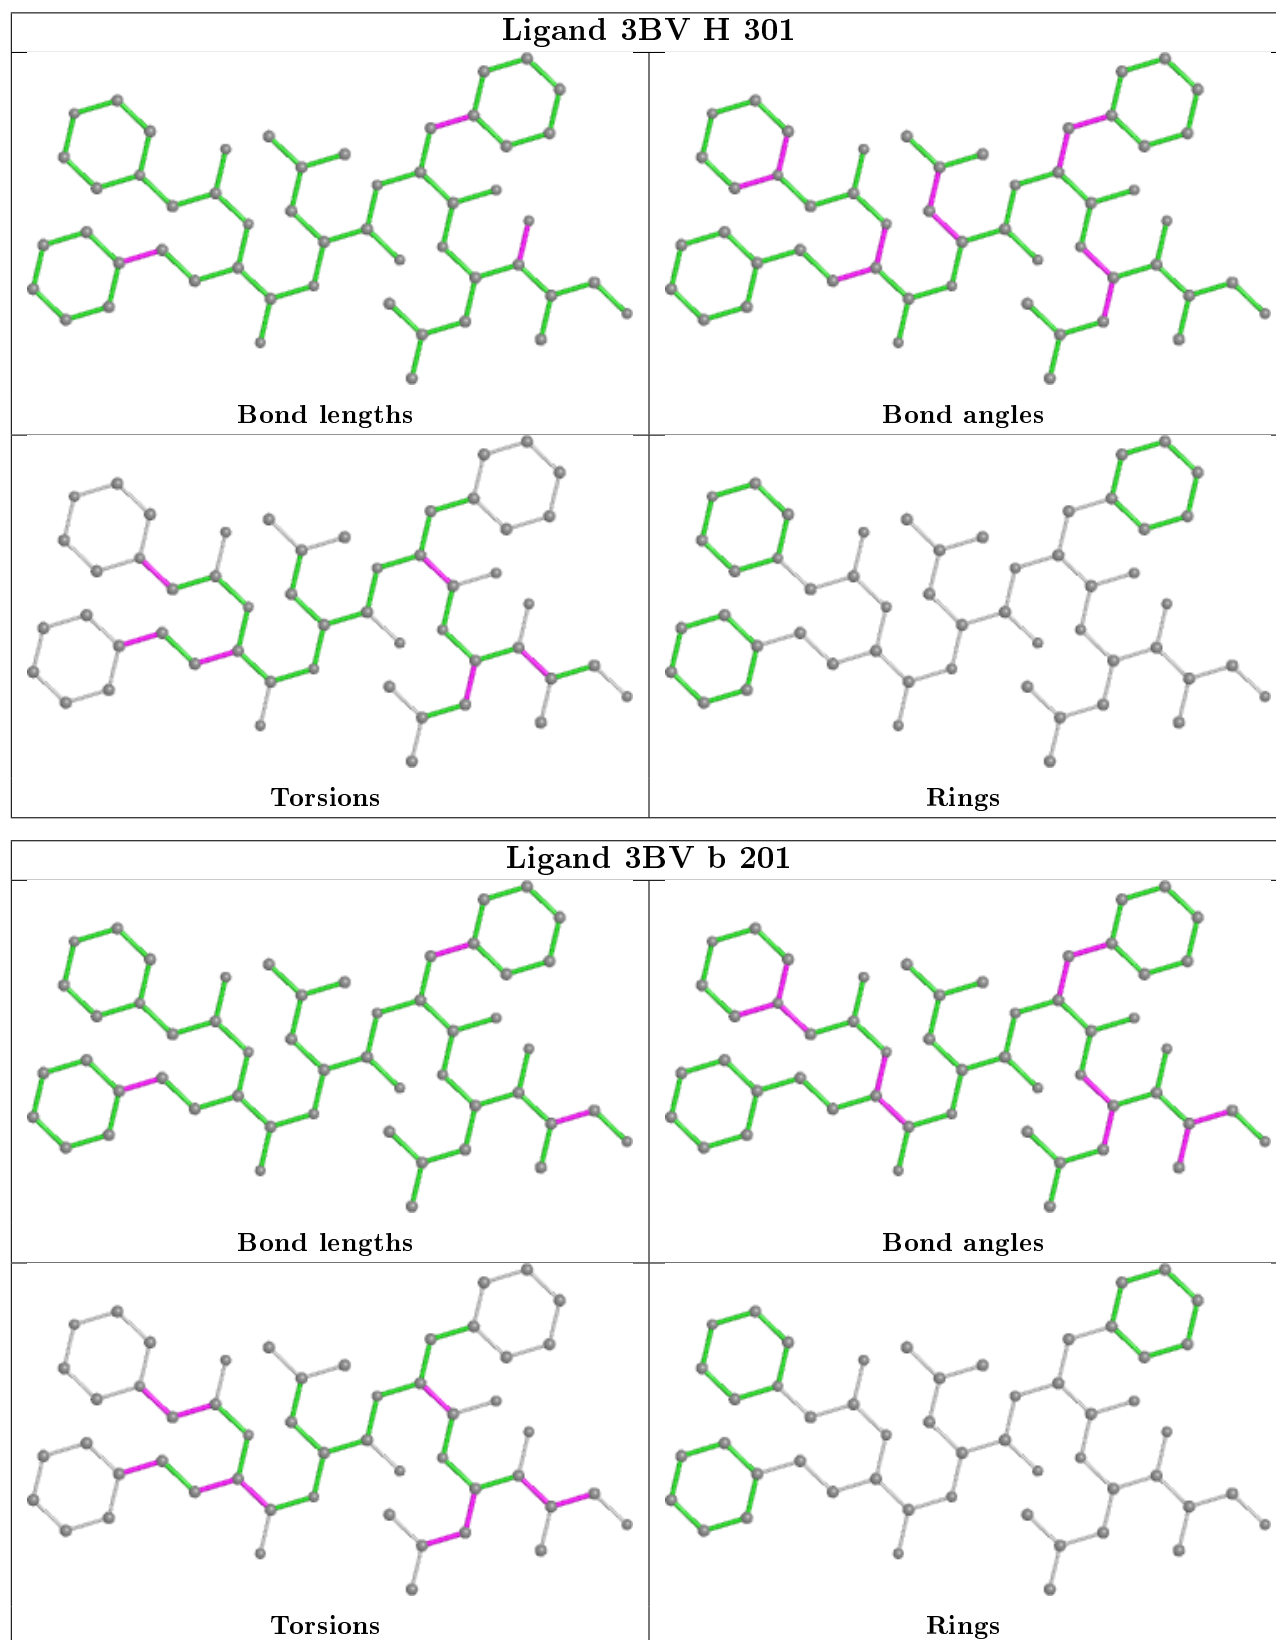 Ligand 3BV H 301
Bond lengths
Bond angles
Torsions
Rings
Ligand 3BV b 201
Bond lengths
Bond angles
Torsions
Rings